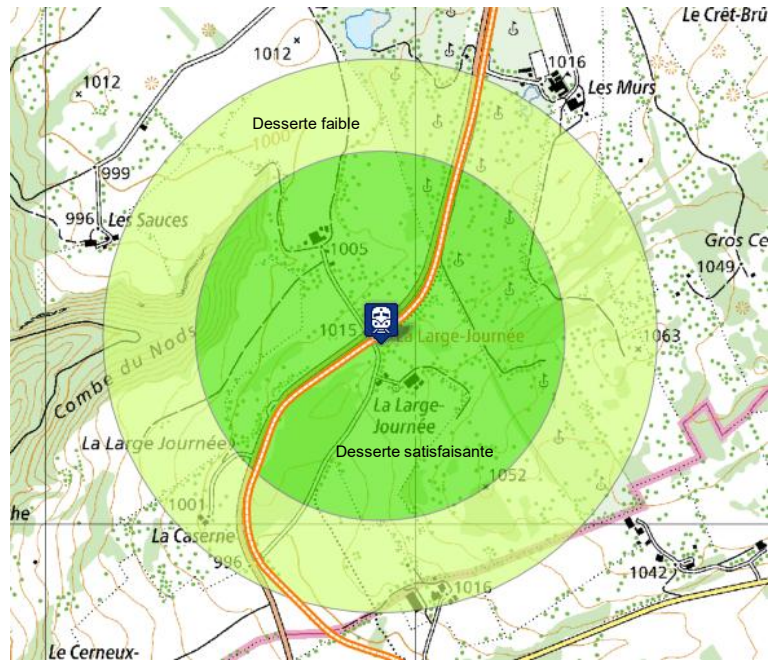 Le Crêt-Brû
1012
1016
Les Murs
1012
Desserte faible
1000
999
996
Les Sauces
1005
Gros Ce
1049
1015
La Large-Journée
1063
Combe du Nods
La Large-
Journée
La Large Journée
Desserte satisfaisante
1052
1001
he
La Caserne
996
1016
1042
Le Cerneux-